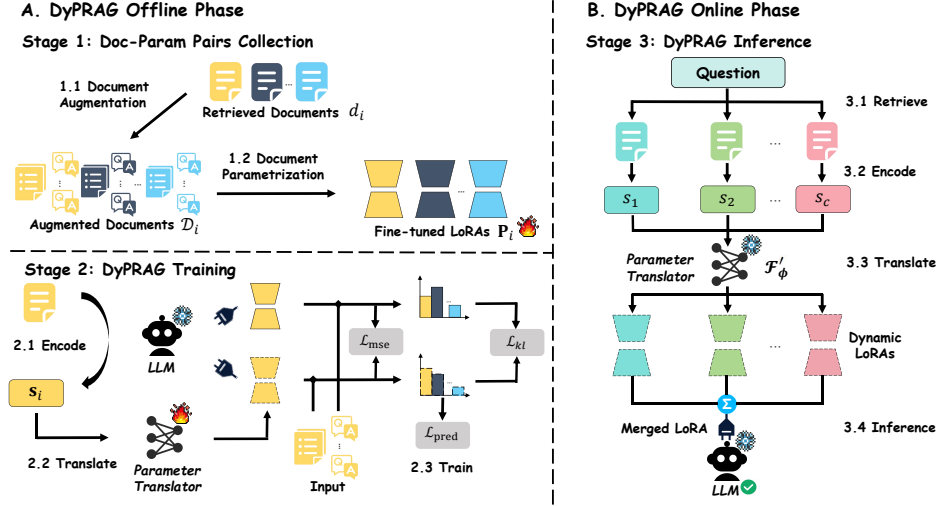 A. DyPRAG Offline Phase
Stage 1: Doc-Param Pairs Collection
1.1 Document
Augmentation
...
Retrieved Documents d_i
Q
A
Q
A
Q
A
Q
A
Q
A
Q
A
...
1.2 Document
Parametrization
...
Augmented Documents 𝒟_i
Fine-tuned LoRAs 𝐏_i
Stage 2: DyPRAG Training
2.1 Encode
LLM
𝐬_i
2.2 Translate
Parameter
Translator
Q
A
Q
A
Input
ℒ_mse
...
...
ℒ_kl
ℒ_pred
2.3 Train
B. DyPRAG Online Phase
Stage 3: DyPRAG Inference
Question
3.1 Retrieve
...
3.2 Encode
s_1
s_2
...
s_c
Parameter
Translator
ℱ′_ϕ
3.3 Translate
...
Dynamic
LoRAs
Σ
Merged LoRA
3.4 Inference
LLM